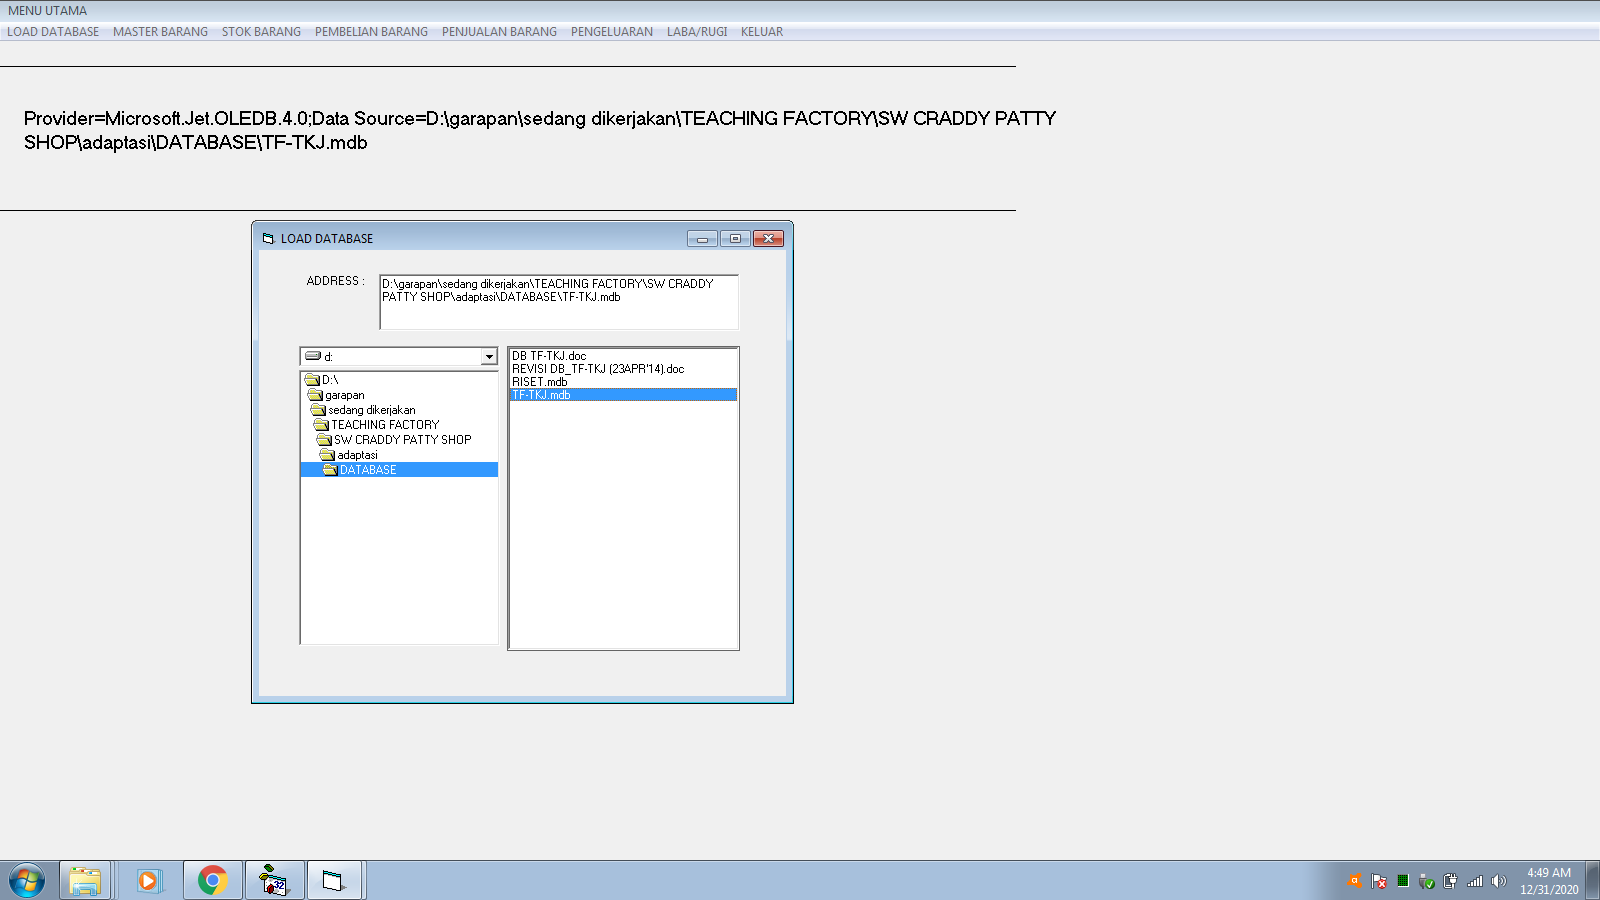 MENU UTAMA
LOAD DATABASE MASTER BARANG STOK BARANG PEMBELIAN BARANG PENJUALAN BARANG PENGELUARAN LABA/RUGI KELUAR
Provider=Microsoft.Jet.OLEDB.4.0;Data Source=D:\garapan\sedang dikerjakan\TEACHING FACTORY\SW CRADDY PATTY
SHOP\adaptasi\DATABASE\TF-TKJ.mdb
LOAD DATABASE
ADDRESS :
D:\garapan\sedang dikerjakan\TEACHING FACTORY\SW CRADDY
PATTY SHOP\adaptasi\DATABASE\TF-TKJ.mdb
d:
D:\
garapan
sedang dikerjakan
TEACHING FACTORY
SW CRADDY PATTY SHOP
adaptasi
DATABASE
DB TF-TKJ.doc
REVISI DB_TF-TKJ (23APR'14).doc
RISET.mdb
TF-TKJ.mdb
32
a
4:49 AM
12/31/2020